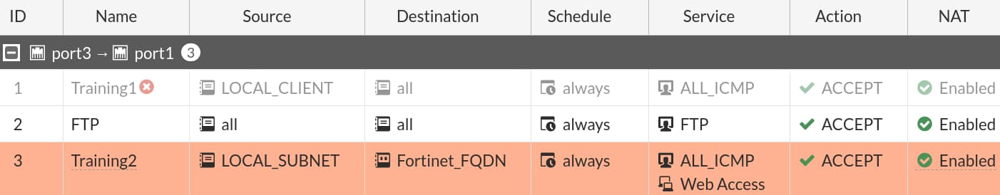 ID Name Source Destination Schedule Service Action NAT
port3 → port1 3
1 Training1 LOCAL_CLIENT all always ALL_ICMP ACCEPT Enabled
2 FTP all all always FTP ACCEPT Enabled
3 Training2 LOCAL_SUBNET Fortinet_FQDN always ALL_ICMP ACCEPT Enabled
Web Access